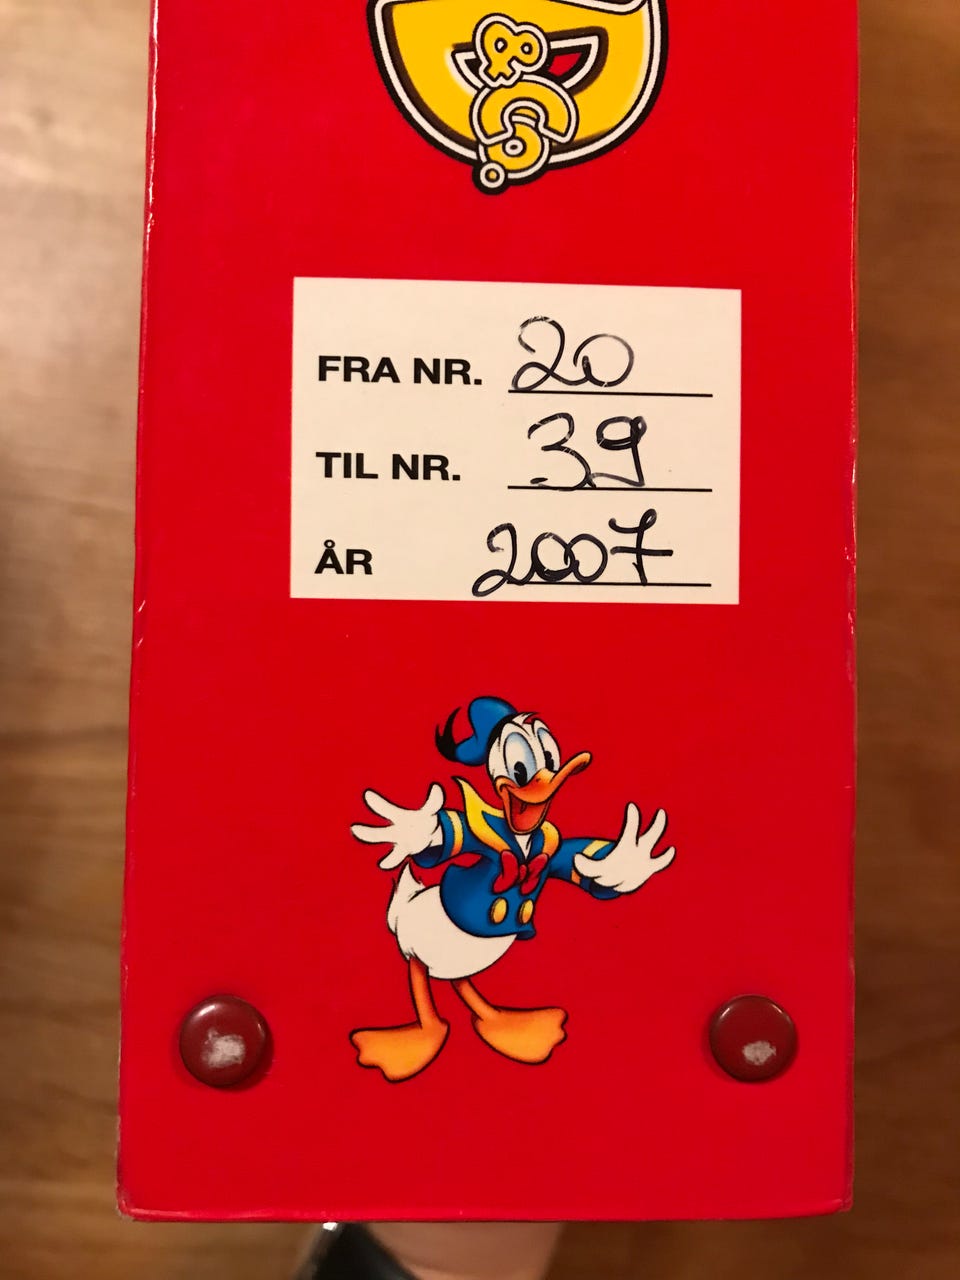 & C⁠o.
FRA NR. 20
TIL NR. 39
ÅR 2007